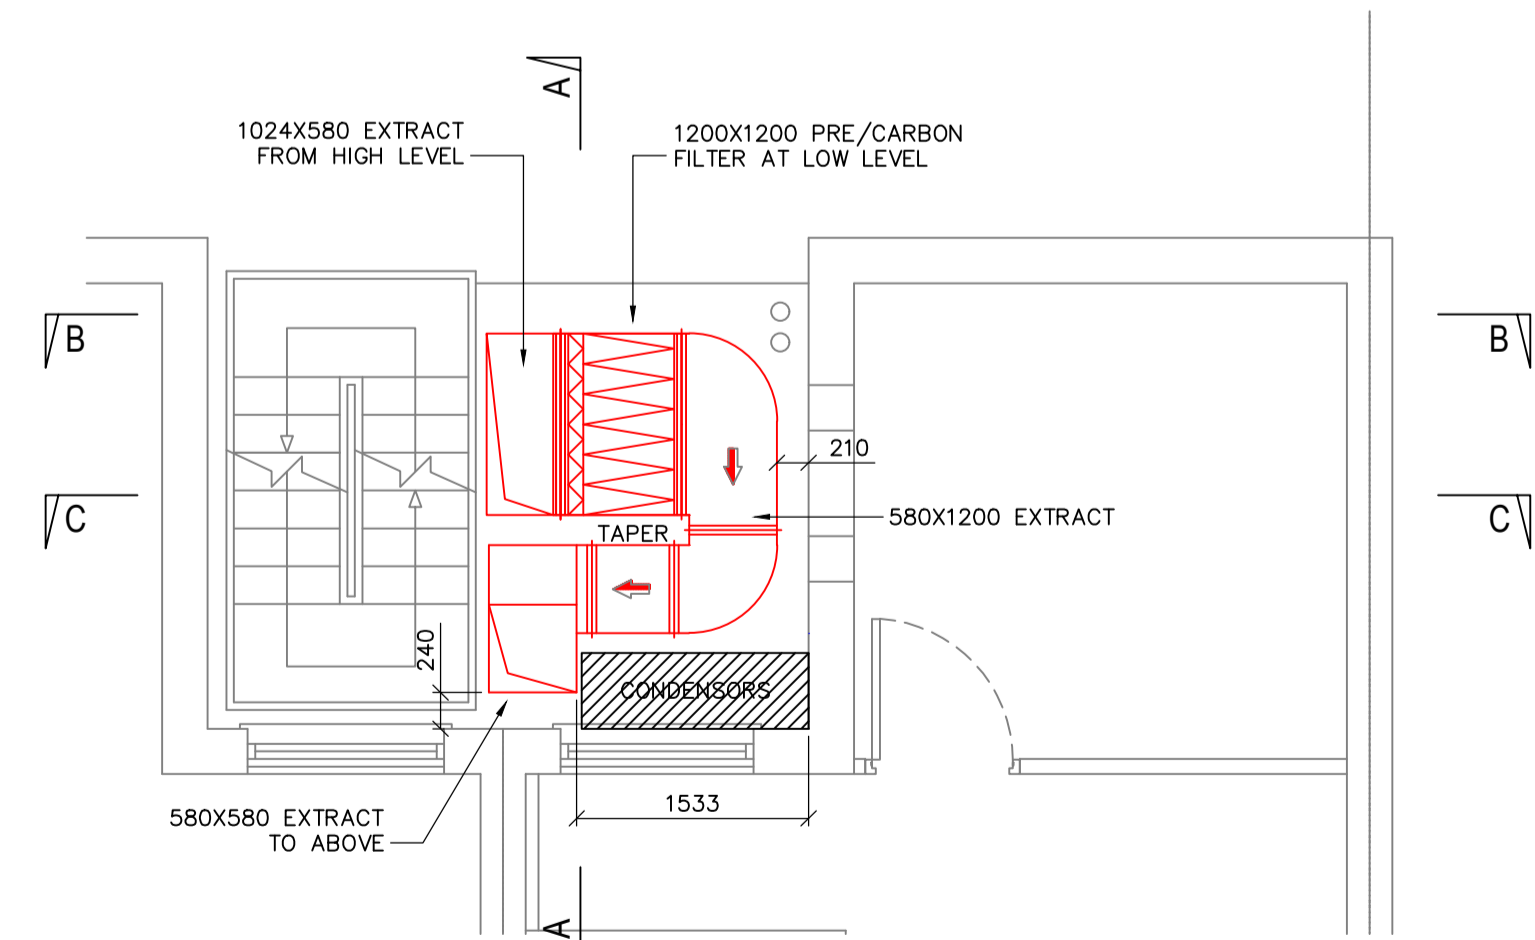 A
1024X580 EXTRACT
FROM HIGH LEVEL
1200X1200 PRE/CARBON
FILTER AT LOW LEVEL
B
B
210
C
580X1200 EXTRACT
C
TAPER
240
CONDENSORS
1533
580X580 EXTRACT
TO ABOVE
A